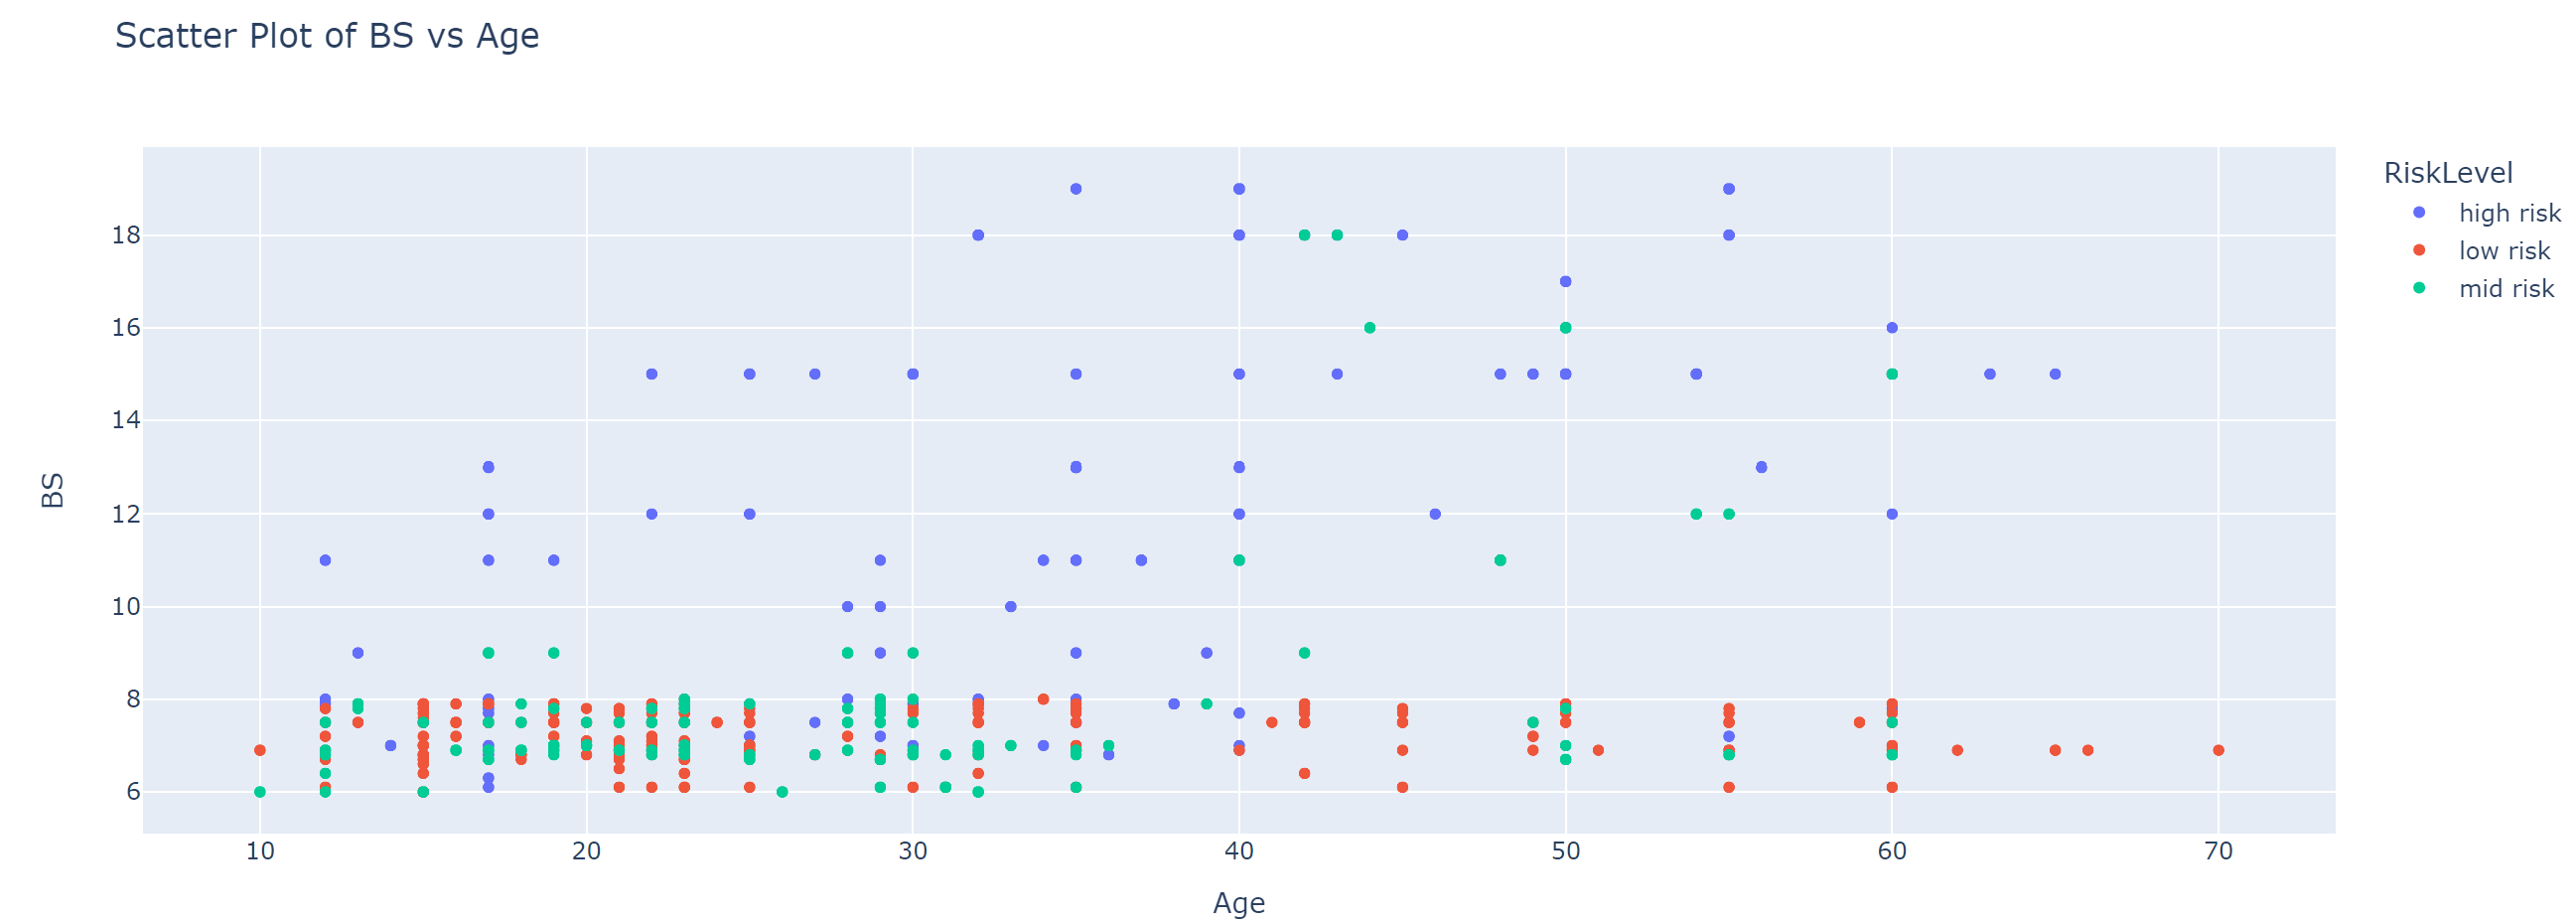 Scatter Plot of BS vs Age
RiskLevel
high risk
low risk
mid risk
BS
18
16
14
12
10
8
6
10 20 30 40 50 60 70
Age